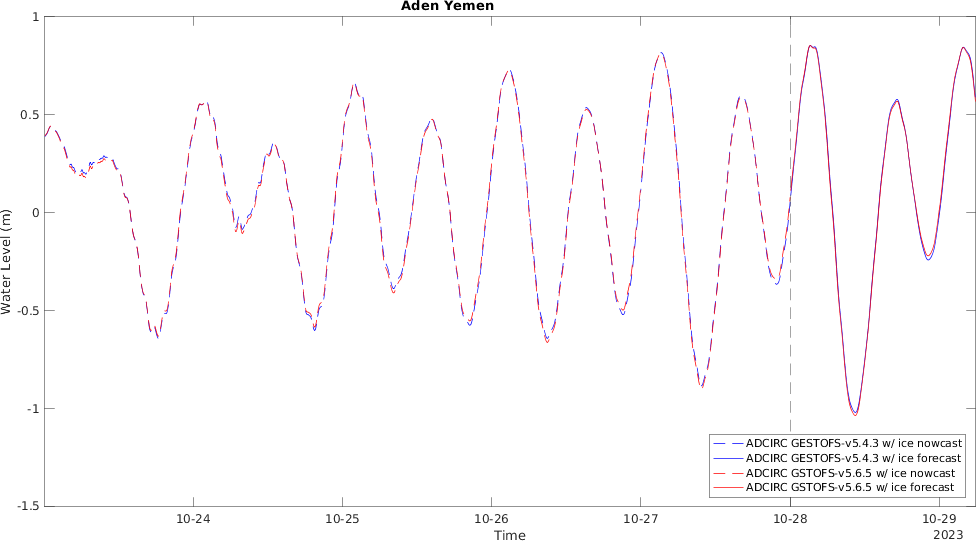 Aden Yemen
1
0.5
0
-0.5
-1
-1.5
Water Level (m)
ADCIRC GESTOFS-v5.4.3 w/ ice nowcast
ADCIRC GESTOFS-v5.4.3 w/ ice forecast
ADCIRC GSTOFS-v5.6.5 w/ ice nowcast
ADCIRC GSTOFS-v5.6.5 w/ ice forecast
10-24 10-25 10-26 10-27 10-28 10-29
Time 2023